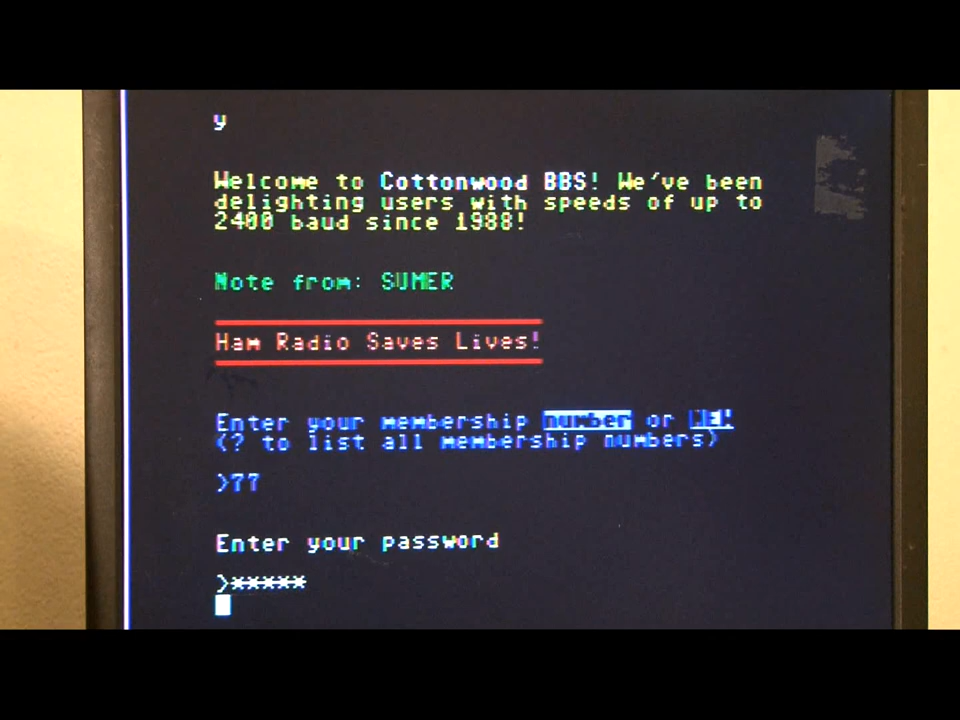 y
Welcome to Cottonwood BBS! We've been
delighting users with speeds of up to
2400 baud since 1988!
Note from: SUMER
Ham Radio Saves Lives!
Enter your membership number or NEW
(? to list all membership numbers)
>77
Enter your password
>*****